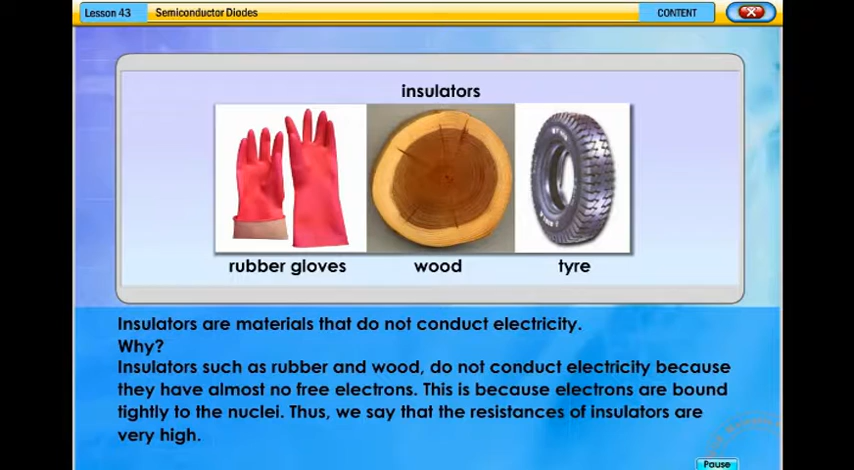 Lesson 43
Semiconductor Diodes
CONTENT
insulators
rubber gloves
wood
tyre
Insulators are materials that do not conduct electricity.
Why?
Insulators such as rubber and wood, do not conduct electricity because
they have almost no free electrons. This is because electrons are bound
tightly to the nuclei. Thus, we say that the resistances of insulators are
very high.
Pause